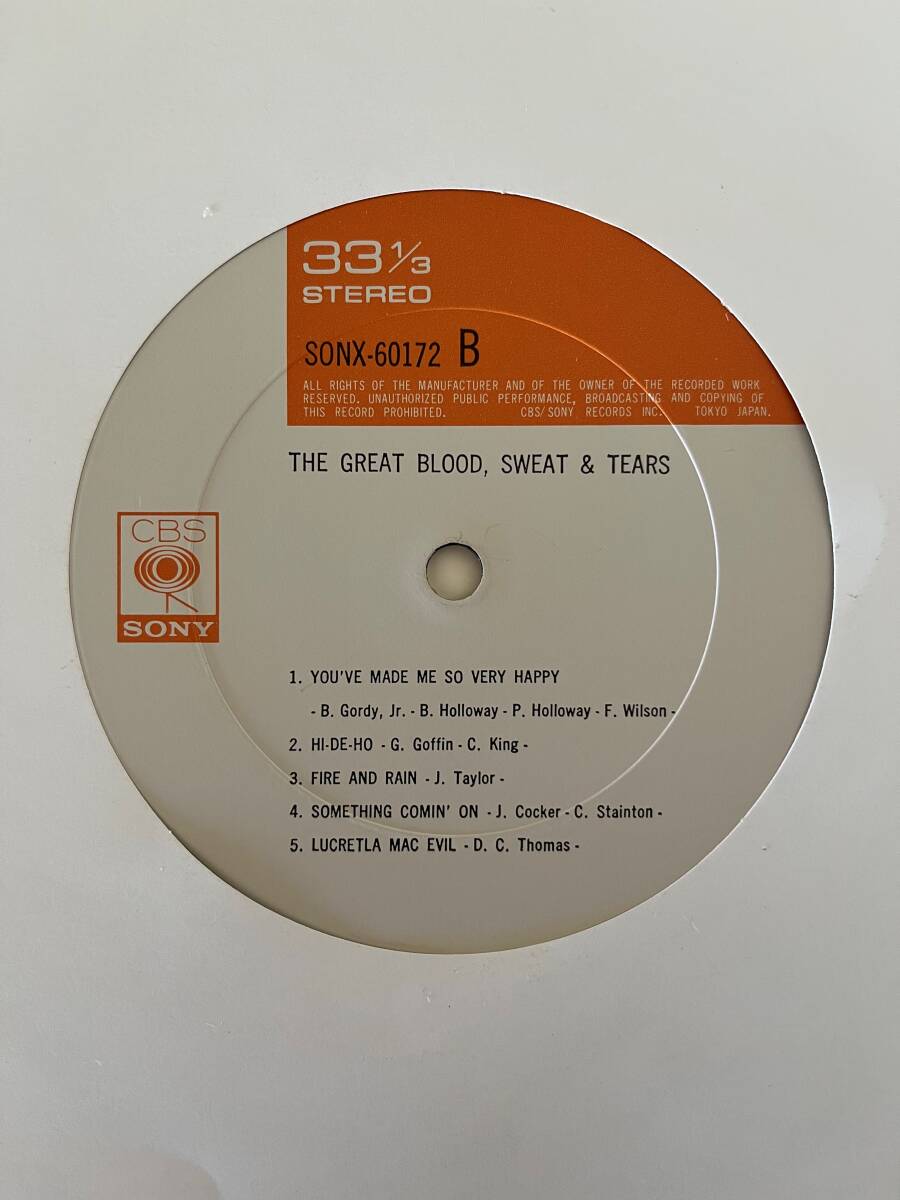 33 1/3
STEREO
SONX-60172 B
ALL RIGHTS OF THE MANUFACTURER AND OF THE OWNER OF THE RECORDED WORK
RESERVED. UNAUTHORIZED PUBLIC PERFORMANCE, BROADCASTING AND COPYING OF
THIS RECORD PROHIBITED. CBS/SONY RECORDS INC. TOKYO JAPAN.
THE GREAT BLOOD, SWEAT & TEARS
CBS
SONY
1. YOU'VE MADE ME SO VERY HAPPY
- B. Gordy, Jr. - B. Holloway - P. Holloway - F. Wilson -
2. HI-DE-HO - G. Goffin - C. King -
3. FIRE AND RAIN - J. Taylor -
4. SOMETHING COMIN' ON - J. Cocker - C. Stainton -
5. LUCRETLA MAC EVIL - D. C. Thomas -